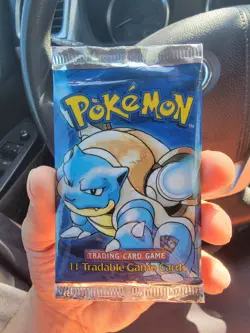 POKéMON
TRADING CARD GAME
11 Tradable Game Cards